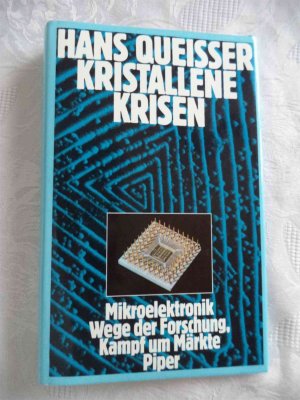 HANS QUEISSER
KRISTALLENE
KRISEN
Mikroelektronik
Wege der Forschung,
Kampf um Märkte
Piper